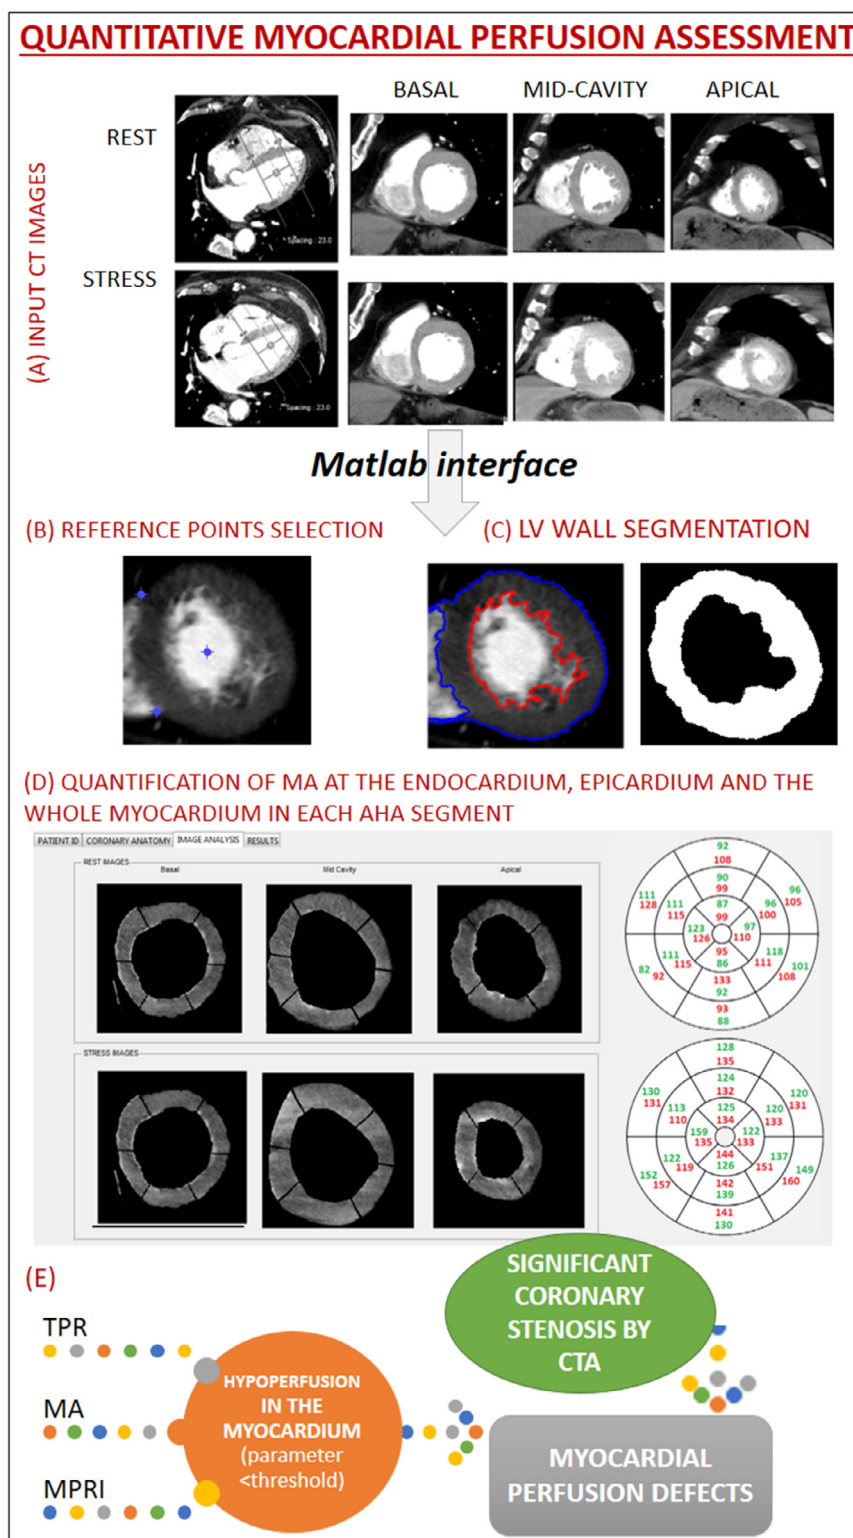 QUANTITATIVE MYOCARDIAL PERFUSION ASSESSMENT
BASAL MID-CAVITY APICAL
REST
(A) INPUT CT IMAGES
Spacing : 23.0
STRESS
Spacing : 23.0
Matlab interface
(B) REFERENCE POINTS SELECTION
(C) LV WALL SEGMENTATION
(D) QUANTIFICATION OF MA AT THE ENDOCARDIUM, EPICARDIUM AND THE
WHOLE MYOCARDIUM IN EACH AHA SEGMENT
PATIENT ID CORONARY ANATOMY IMAGE ANALYSIS RESULTS
REST IMAGES
Basal Mid Cavity Apical
STRESS IMAGES
92
108
90
99
87
99
111
128
111
115
96
100
96
105
123
126
97
110
95
86
82
92
111
115
118
111
101
108
133
92
93
88
128
135
124
132
125
134
130
131
113
110
120
133
120
131
159
135
122
133
144
126
152
157
122
119
137
151
149
160
142
139
141
130
(E)
SIGNIFICANT
CORONARY
STENOSIS BY
CTA
TPR
MA
MPRI
HYPOPERFUSION
IN THE
MYOCARDIUM
(parameter
<threshold)
MYOCARDIAL
PERFUSION DEFECTS